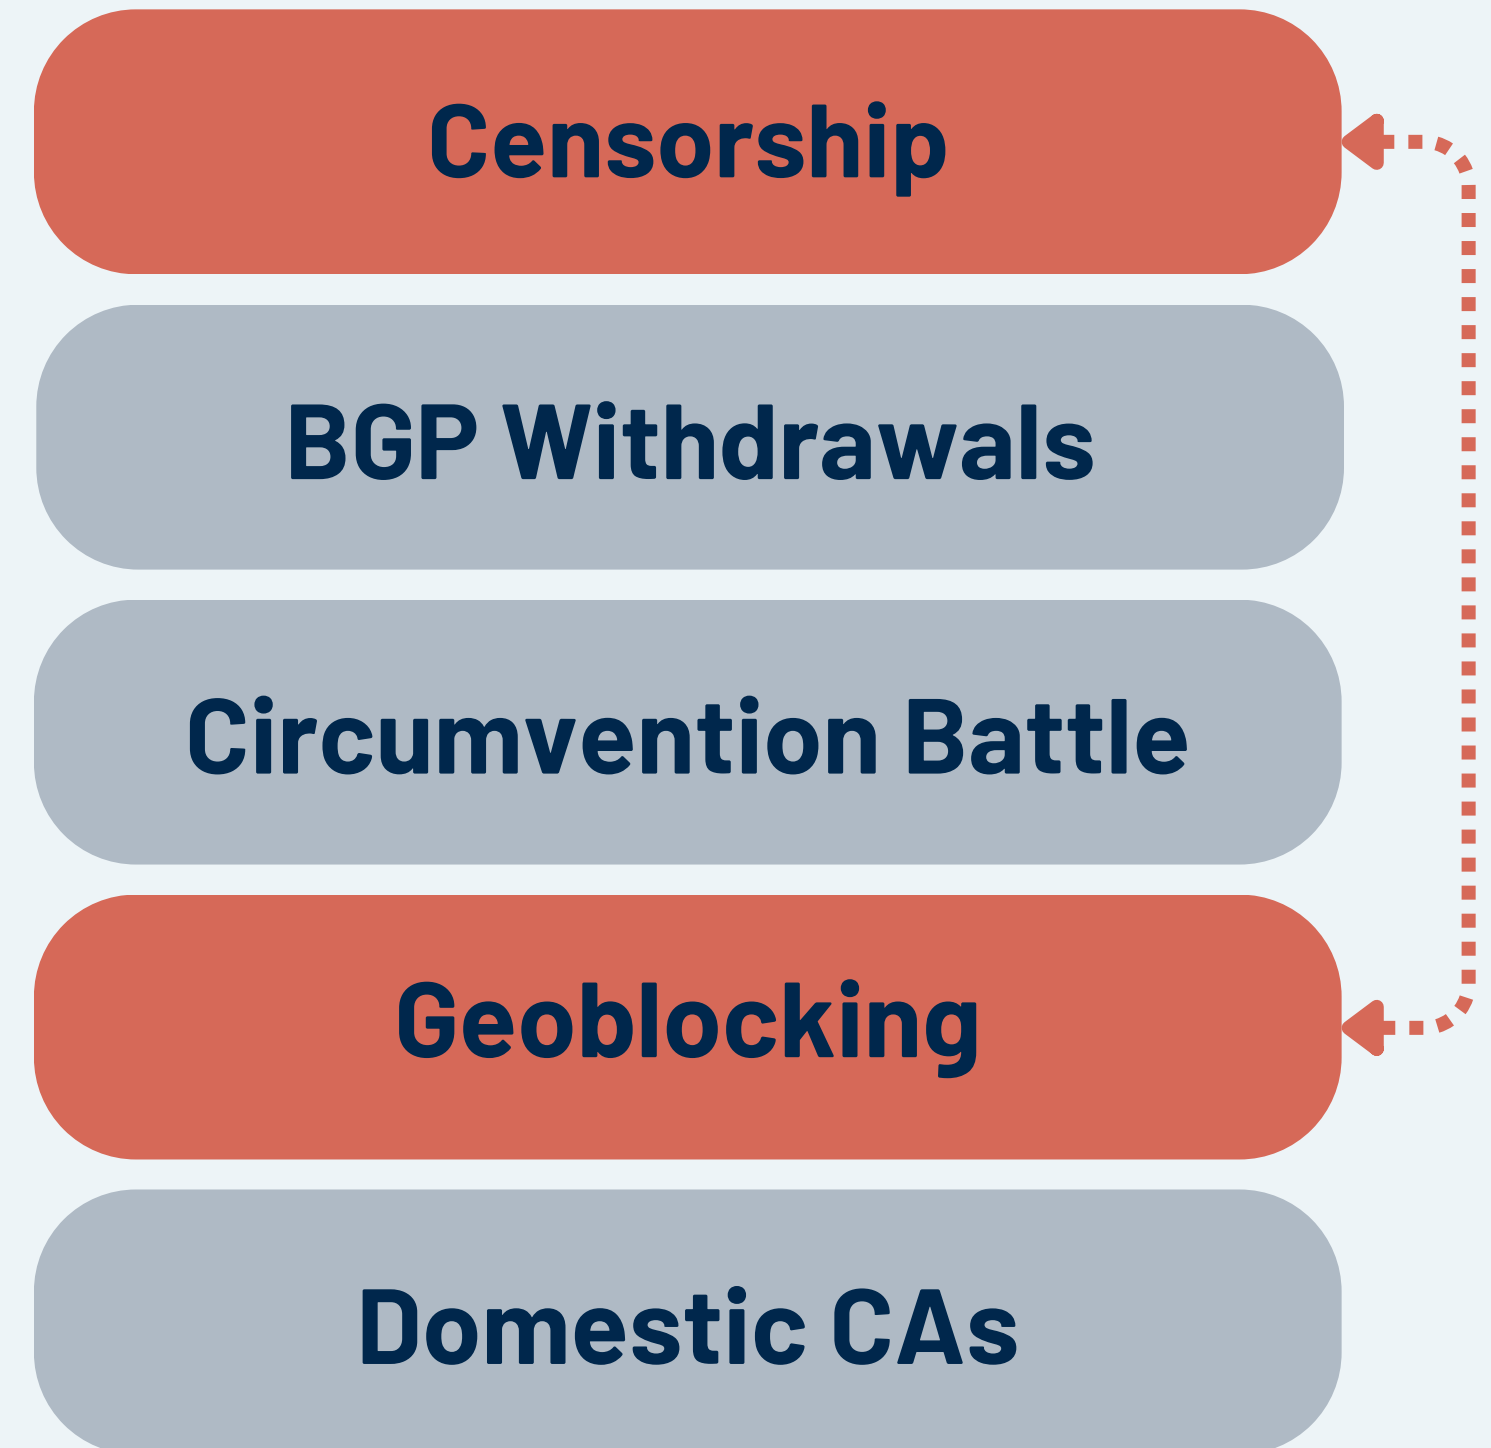 Censorship
BGP Withdrawals
Circumvention Battle
Geoblocking
Domestic CAs